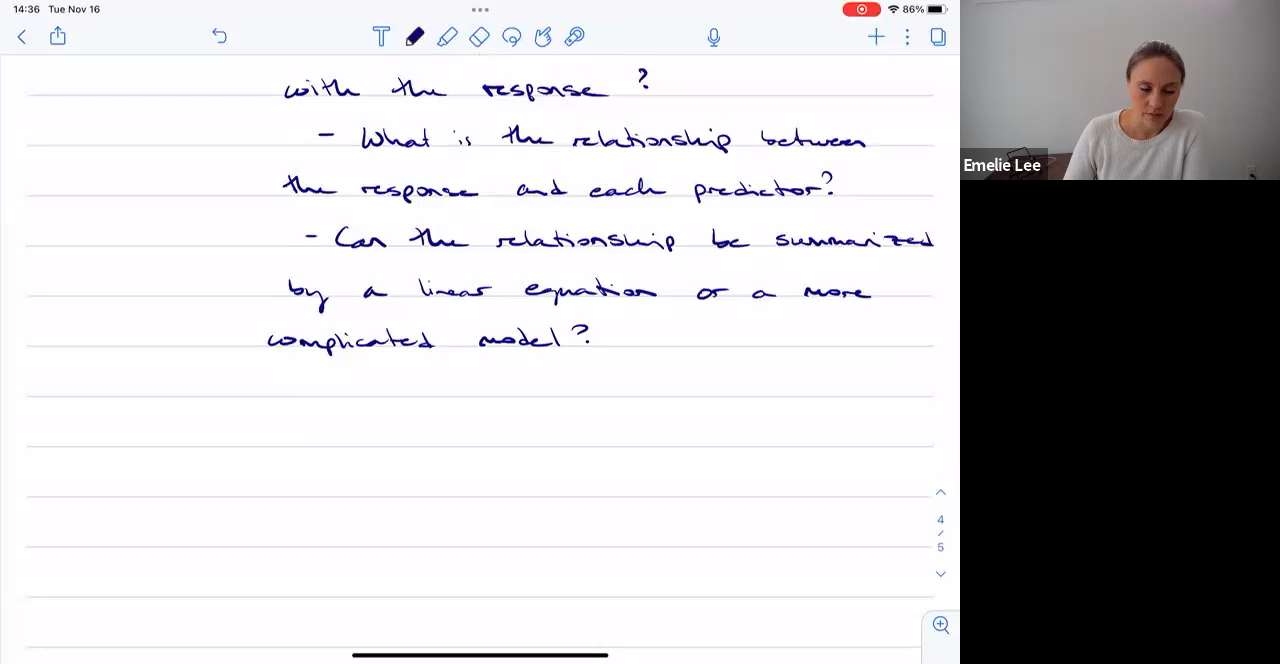 14:36 Tue Nov 16
86%
with the response ?
- What is the relationship between
the response and each predictor?
- Can the relationship be summarized
by a linear equation or a more
complicated model?
4
/
5
Emelie Lee